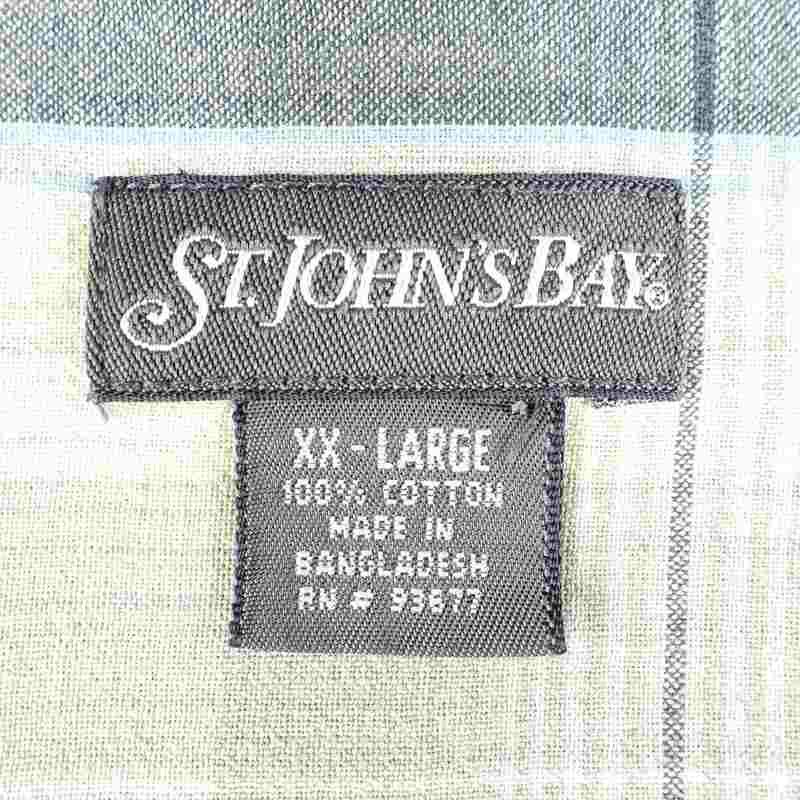 ST. JOHN'S BAY®
XX-LARGE
100% COTTON
MADE IN
BANGLADESH
RN # 93677